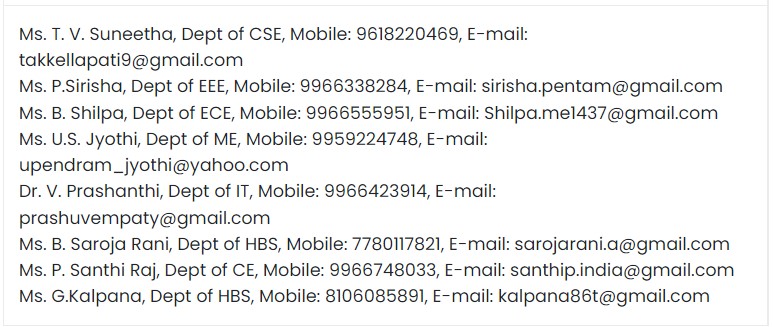 Ms. T. V. Suneetha, Dept of CSE, Mobile: 9618220469, E-mail:
takkellapati9@gmail.com
Ms. P.Sirisha, Dept of EEE, Mobile: 9966338284, E-mail: sirisha.pentam@gmail.com
Ms. B. Shilpa, Dept of ECE, Mobile: 9966555951, E-mail: Shilpa.me1437@gmail.com
Ms. U.S. Jyothi, Dept of ME, Mobile: 9959224748, E-mail:
upendram_jyothi@yahoo.com
Dr. V. Prashanthi, Dept of IT, Mobile: 9966423914, E-mail:
prashuvempaty@gmail.com
Ms. B. Saroja Rani, Dept of HBS, Mobile: 7780117821, E-mail: sarojarani.a@gmail.com
Ms. P. Santhi Raj, Dept of CE, Mobile: 9966748033, E-mail: santhip.india@gmail.com
Ms. G.Kalpana, Dept of HBS, Mobile: 8106085891, E-mail: kalpana86t@gmail.com